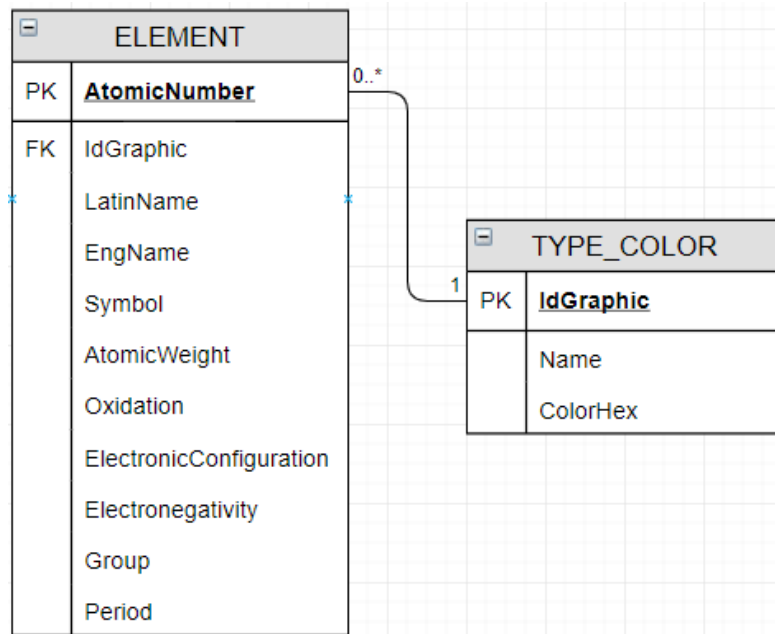 ELEMENT
PK AtomicNumber
0..*
FK IdGraphic
LatinName
EngName
Symbol
AtomicWeight
Oxidation
ElectronicConfiguration
Electronegativity
Group
Period
TYPE_COLOR
1
PK IdGraphic
Name
ColorHex